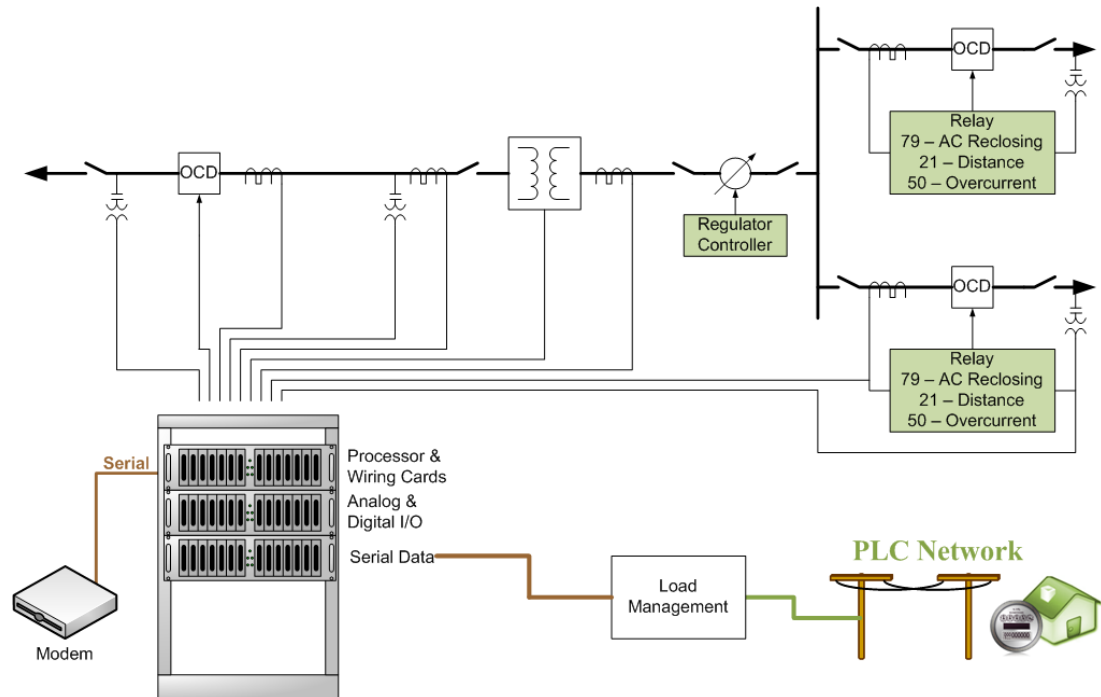 OCD
Relay
79 – AC Reclosing
21 – Distance
50 – Overcurrent
OCD
Regulator
Controller
OCD
Relay
79 – AC Reclosing
21 – Distance
50 – Overcurrent
Serial
Processor &
Wiring Cards
Analog &
Digital I/O
Serial Data
Modem
Load
Management
PLC Network